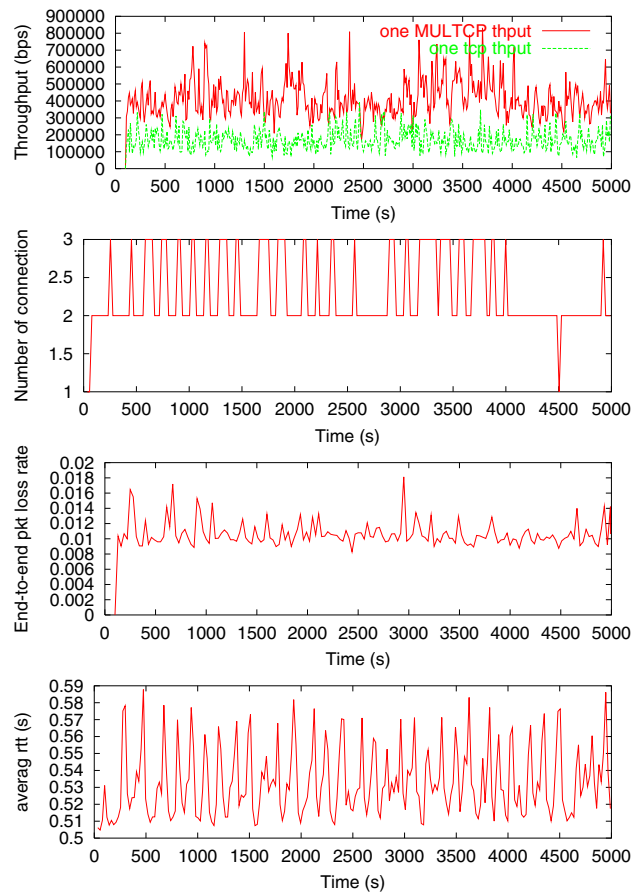 one MULTCP thput
one tcp thput
900000
800000
700000
600000
500000
400000
300000
200000
100000
0
Throughput (bps)
0 500 1000 1500 2000 2500 3000 3500 4000 4500 5000
Time (s)
3
2.5
2
1.5
1
Number of connection
0 500 1000 1500 2000 2500 3000 3500 4000 4500 5000
Time (s)
0.02
0.018
0.016
0.014
0.012
0.010
0.008
0.006
0.004
0.002
0
End-to-end pkt loss rate
0 500 1000 1500 2000 2500 3000 3500 4000 4500 5000
Time (s)
0.59
0.58
0.57
0.56
0.55
0.54
0.53
0.52
0.51
0.5
averag rtt (s)
0 500 1000 1500 2000 2500 3000 3500 4000 4500 5000
Time (s)